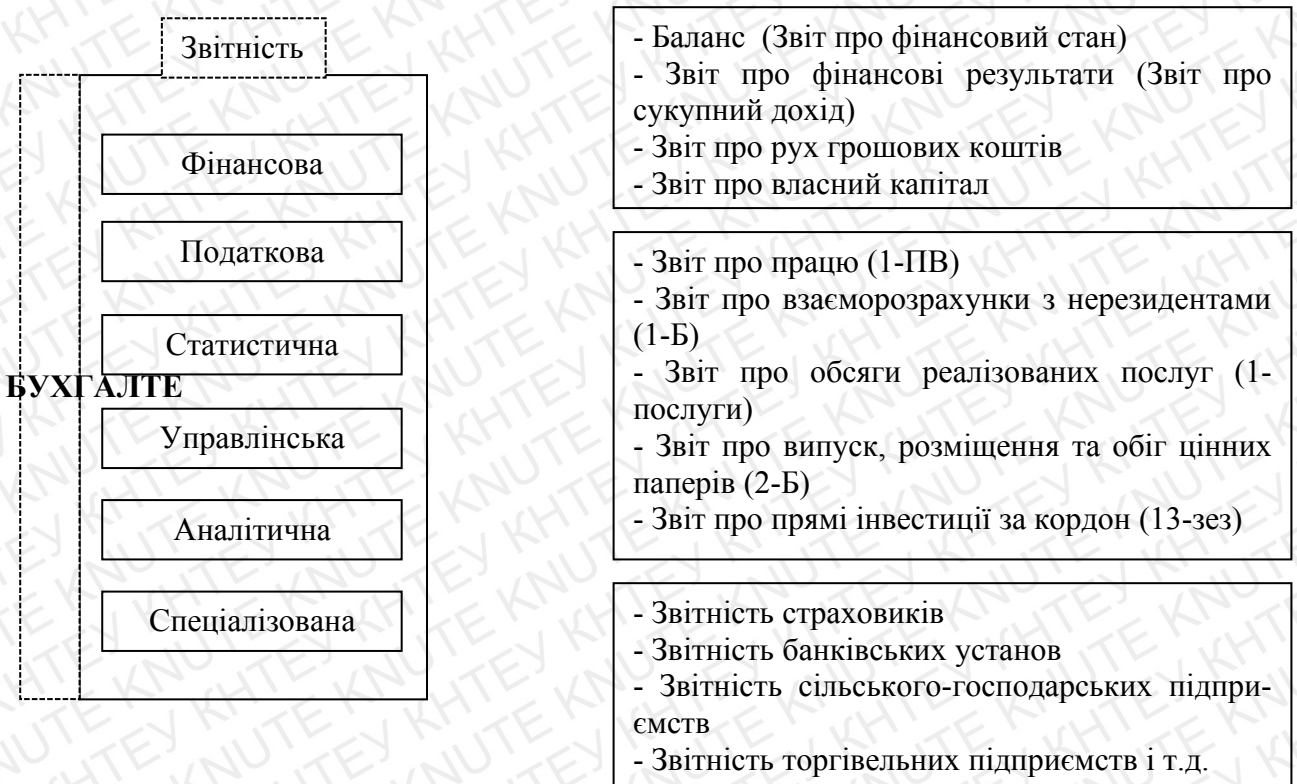 Звітність
Фінансова
Податкова
Статистична
БУХГАЛТЕ
Управлінська
Аналітична
Спеціалізована
- Баланс (Звіт про фінансовий стан)
- Звіт про фінансові результати (Звіт про
сукупний дохід)
- Звіт про рух грошових коштів
- Звіт про власний капітал
- Звіт про працю (1-ПВ)
- Звіт про взаєморозрахунки з нерезидентами
(1-Б)
- Звіт про обсяги реалізованих послуг (1-
послуги)
- Звіт про випуск, розміщення та обіг цінних
паперів (2-Б)
- Звіт про прямі інвестиції за кордон (13-зез)
- Звітність страховиків
- Звітність банківських установ
- Звітність сільського-господарських підпри-
ємств
- Звітність торгівельних підприємств і т.д.